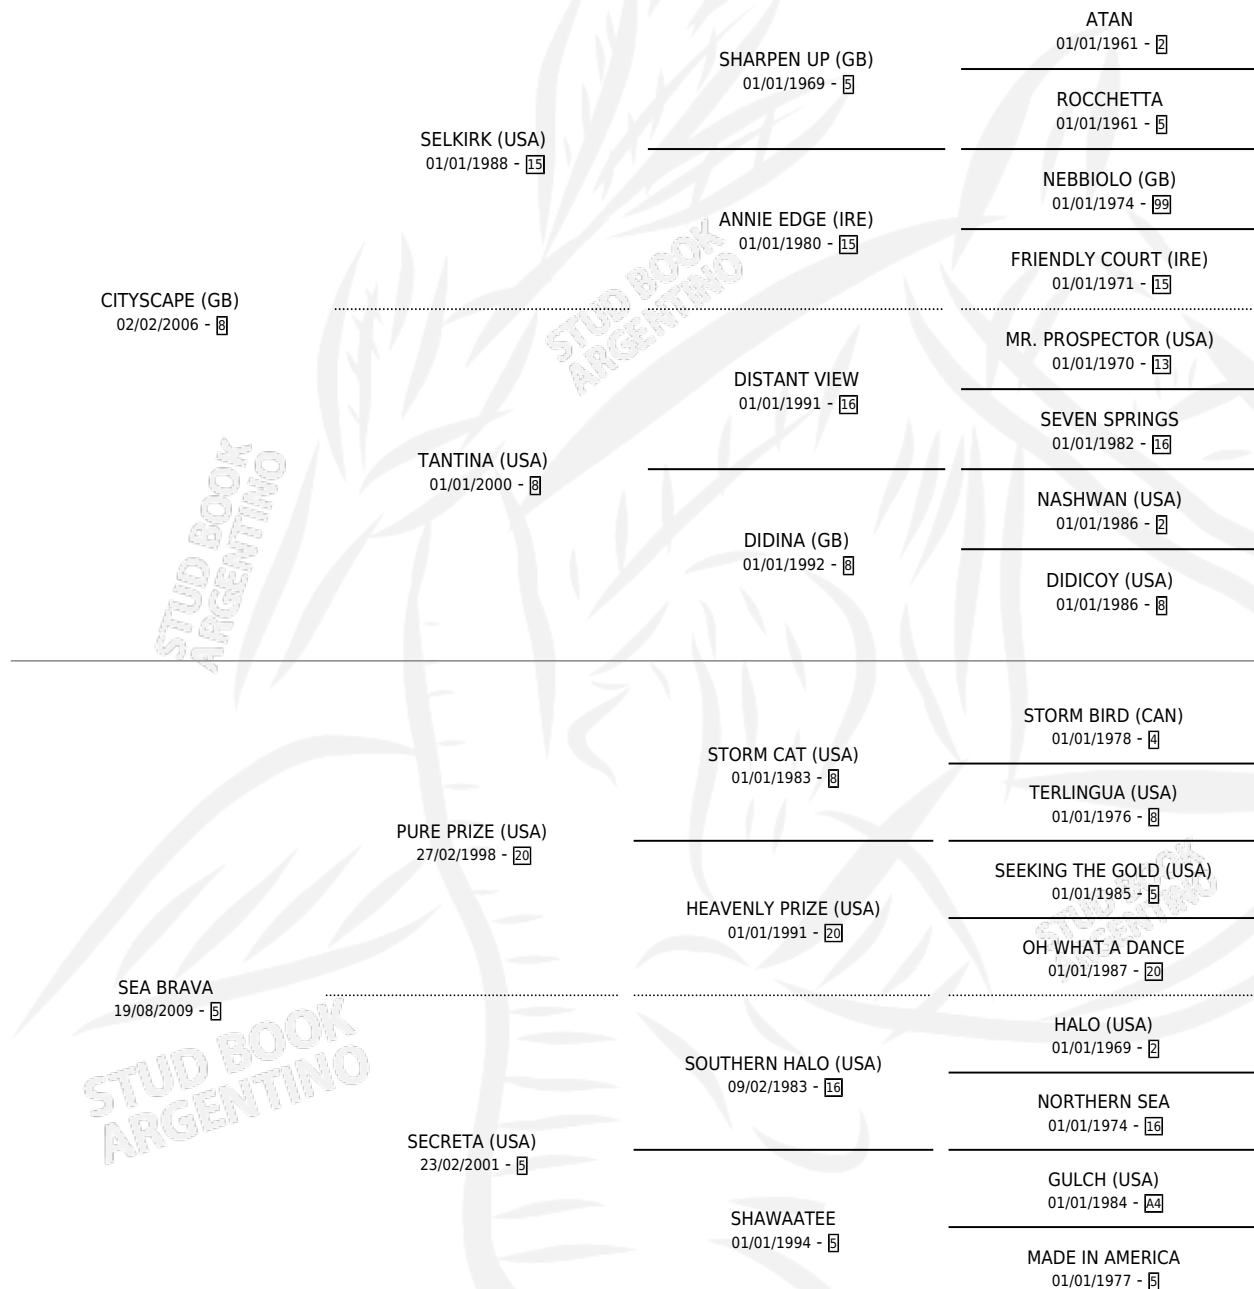 ATAN
01/01/1961 - 2
SHARPEN UP (GB)
01/01/1969 - 5
ROCCHETTA
01/01/1961 - 5
SELKIRK (USA)
01/01/1988 - 15
NEBBIOLO (GB)
01/01/1974 - 99
ANNIE EDGE (IRE)
01/01/1980 - 15
FRIENDLY COURT (IRE)
01/01/1971 - 15
CITYSCAPE (GB)
02/02/2006 - 8
MR. PROSPECTOR (USA)
01/01/1970 - 13
DISTANT VIEW
01/01/1991 - 16
SEVEN SPRINGS
01/01/1982 - 16
TANTINA (USA)
01/01/2000 - 8
NASHWAN (USA)
01/01/1986 - 2
DIDINA (GB)
01/01/1992 - 8
DIDICOY (USA)
01/01/1986 - 8
STORM BIRD (CAN)
01/01/1978 - 4
STORM CAT (USA)
01/01/1983 - 8
TERLINGUA (USA)
01/01/1976 - 8
PURE PRIZE (USA)
27/02/1998 - 20
SEEKING THE GOLD (USA)
01/01/1985 - 5
HEAVENLY PRIZE (USA)
01/01/1991 - 20
OH WHAT A DANCE
01/01/1987 - 20
SEA BRAVA
19/08/2009 - 5
HALO (USA)
01/01/1969 - 2
SOUTHERN HALO (USA)
09/02/1983 - 16
NORTHERN SEA
01/01/1974 - 16
SECRETA (USA)
23/02/2001 - 5
GULCH (USA)
01/01/1984 - A4
SHAWAATEE
01/01/1994 - 5
MADE IN AMERICA
01/01/1977 - 5
STUD BOOK
ARGENTINO
STUD BOOK
ARGENTINO
STUD BOOK
ARGENTINO
STUD BOOK
ARGENTINO